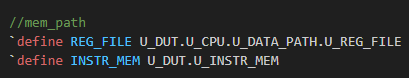 //mem_path
`define REG_FILE U_DUT.U_CPU.U_DATA_PATH.U_REG_FILE
`define INSTR_MEM U_DUT.U_INSTR_MEM